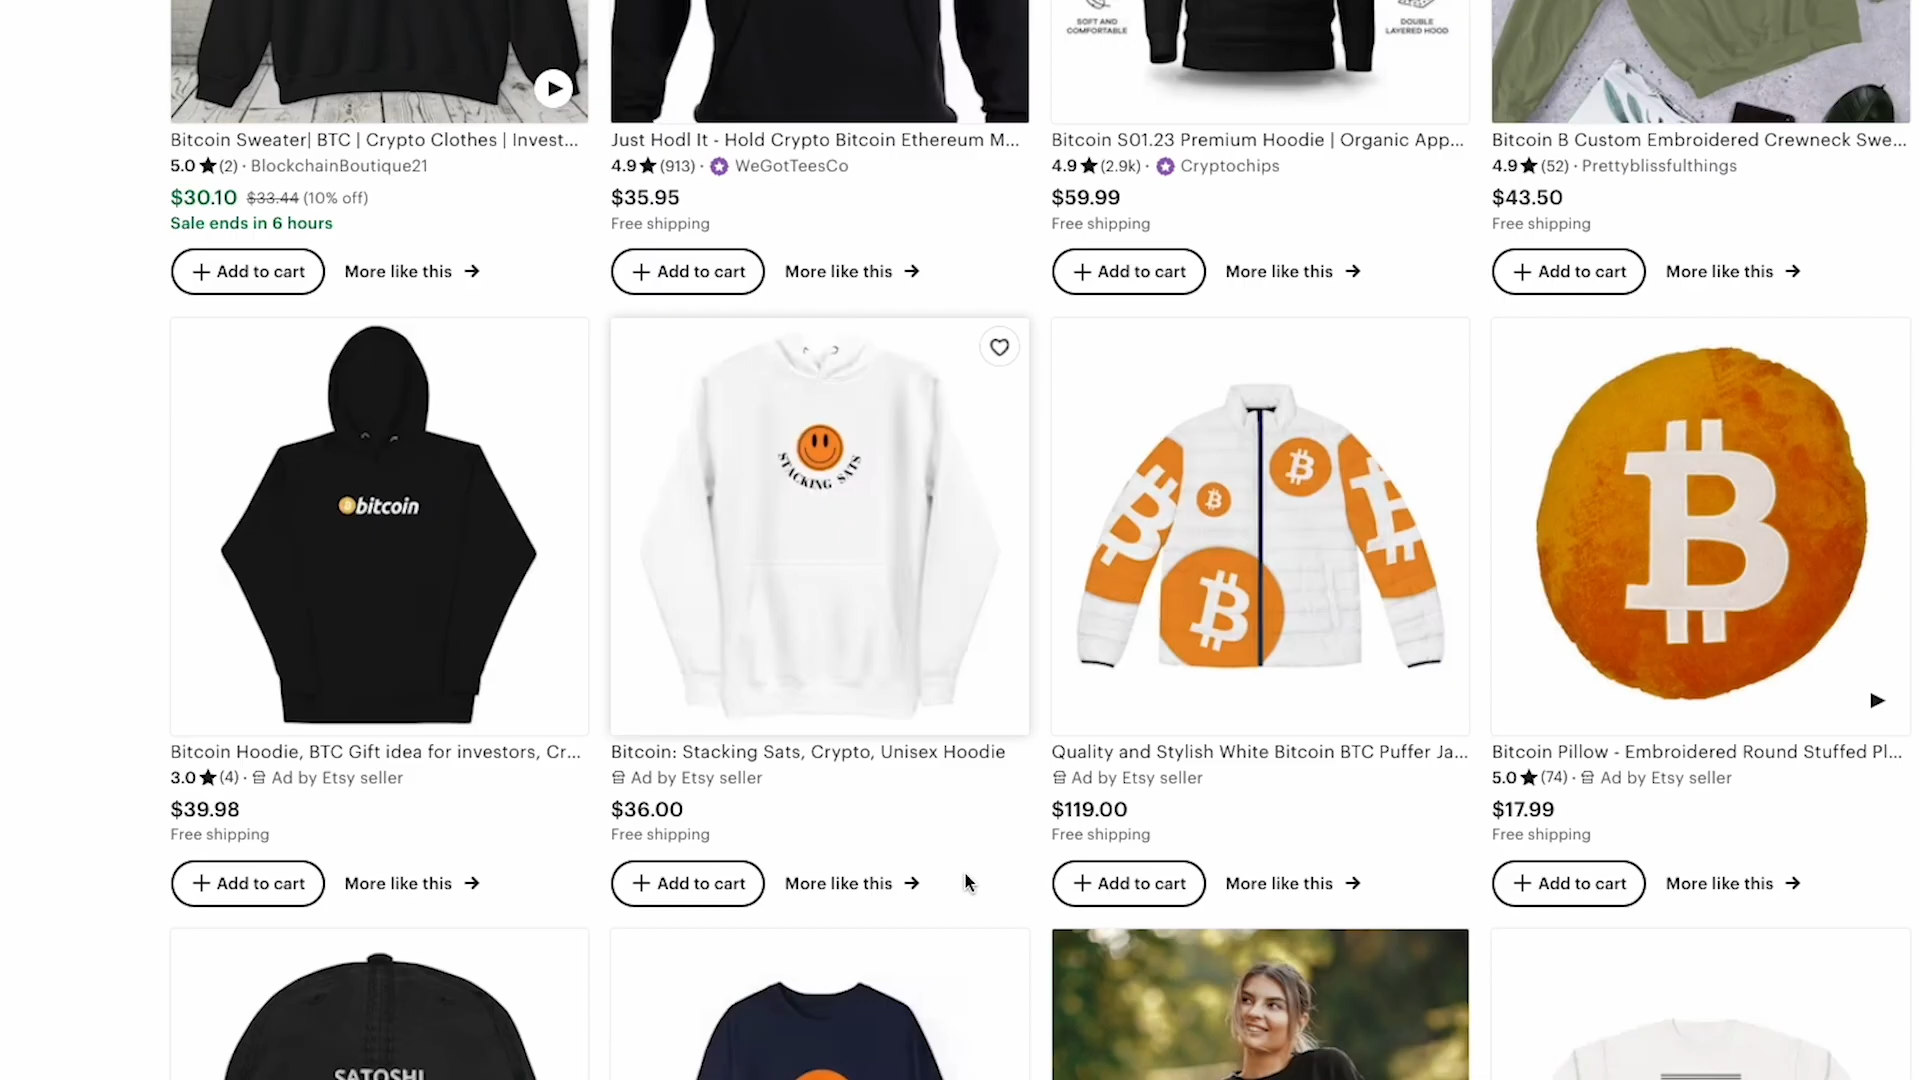 SOFT AND
COMFORTABLE
DOUBLE
LAYERED HOOD
Bitcoin Sweater| BTC | Crypto Clothes | Invest...
5.0 ★ (2) · BlockchainBoutique21
$30.10 $33.44 (10% off)
Sale ends in 6 hours
+ Add to cart More like this →
Just Hodl It - Hold Crypto Bitcoin Ethereum M...
4.9 ★ (913) · WeGotTeesCo
$35.95
Free shipping
+ Add to cart More like this →
Bitcoin S01.23 Premium Hoodie | Organic App...
4.9 ★ (2.9k) · Cryptochips
$59.99
Free shipping
+ Add to cart More like this →
Bitcoin B Custom Embroidered Crewneck Swe...
4.9 ★ (52) · Prettyblissfulthings
$43.50
Free shipping
+ Add to cart More like this →
bitcoin
Bitcoin Hoodie, BTC Gift idea for investors, Cr...
3.0 ★ (4) · Ad by Etsy seller
$39.98
Free shipping
+ Add to cart More like this →
STACKING SATS
Bitcoin: Stacking Sats, Crypto, Unisex Hoodie
Ad by Etsy seller
$36.00
Free shipping
+ Add to cart More like this →
Quality and Stylish White Bitcoin BTC Puffer Ja...
Ad by Etsy seller
$119.00
Free shipping
+ Add to cart More like this →
Bitcoin Pillow - Embroidered Round Stuffed Pl...
5.0 ★ (74) · Ad by Etsy seller
$17.99
Free shipping
+ Add to cart More like this →
SATOSHI